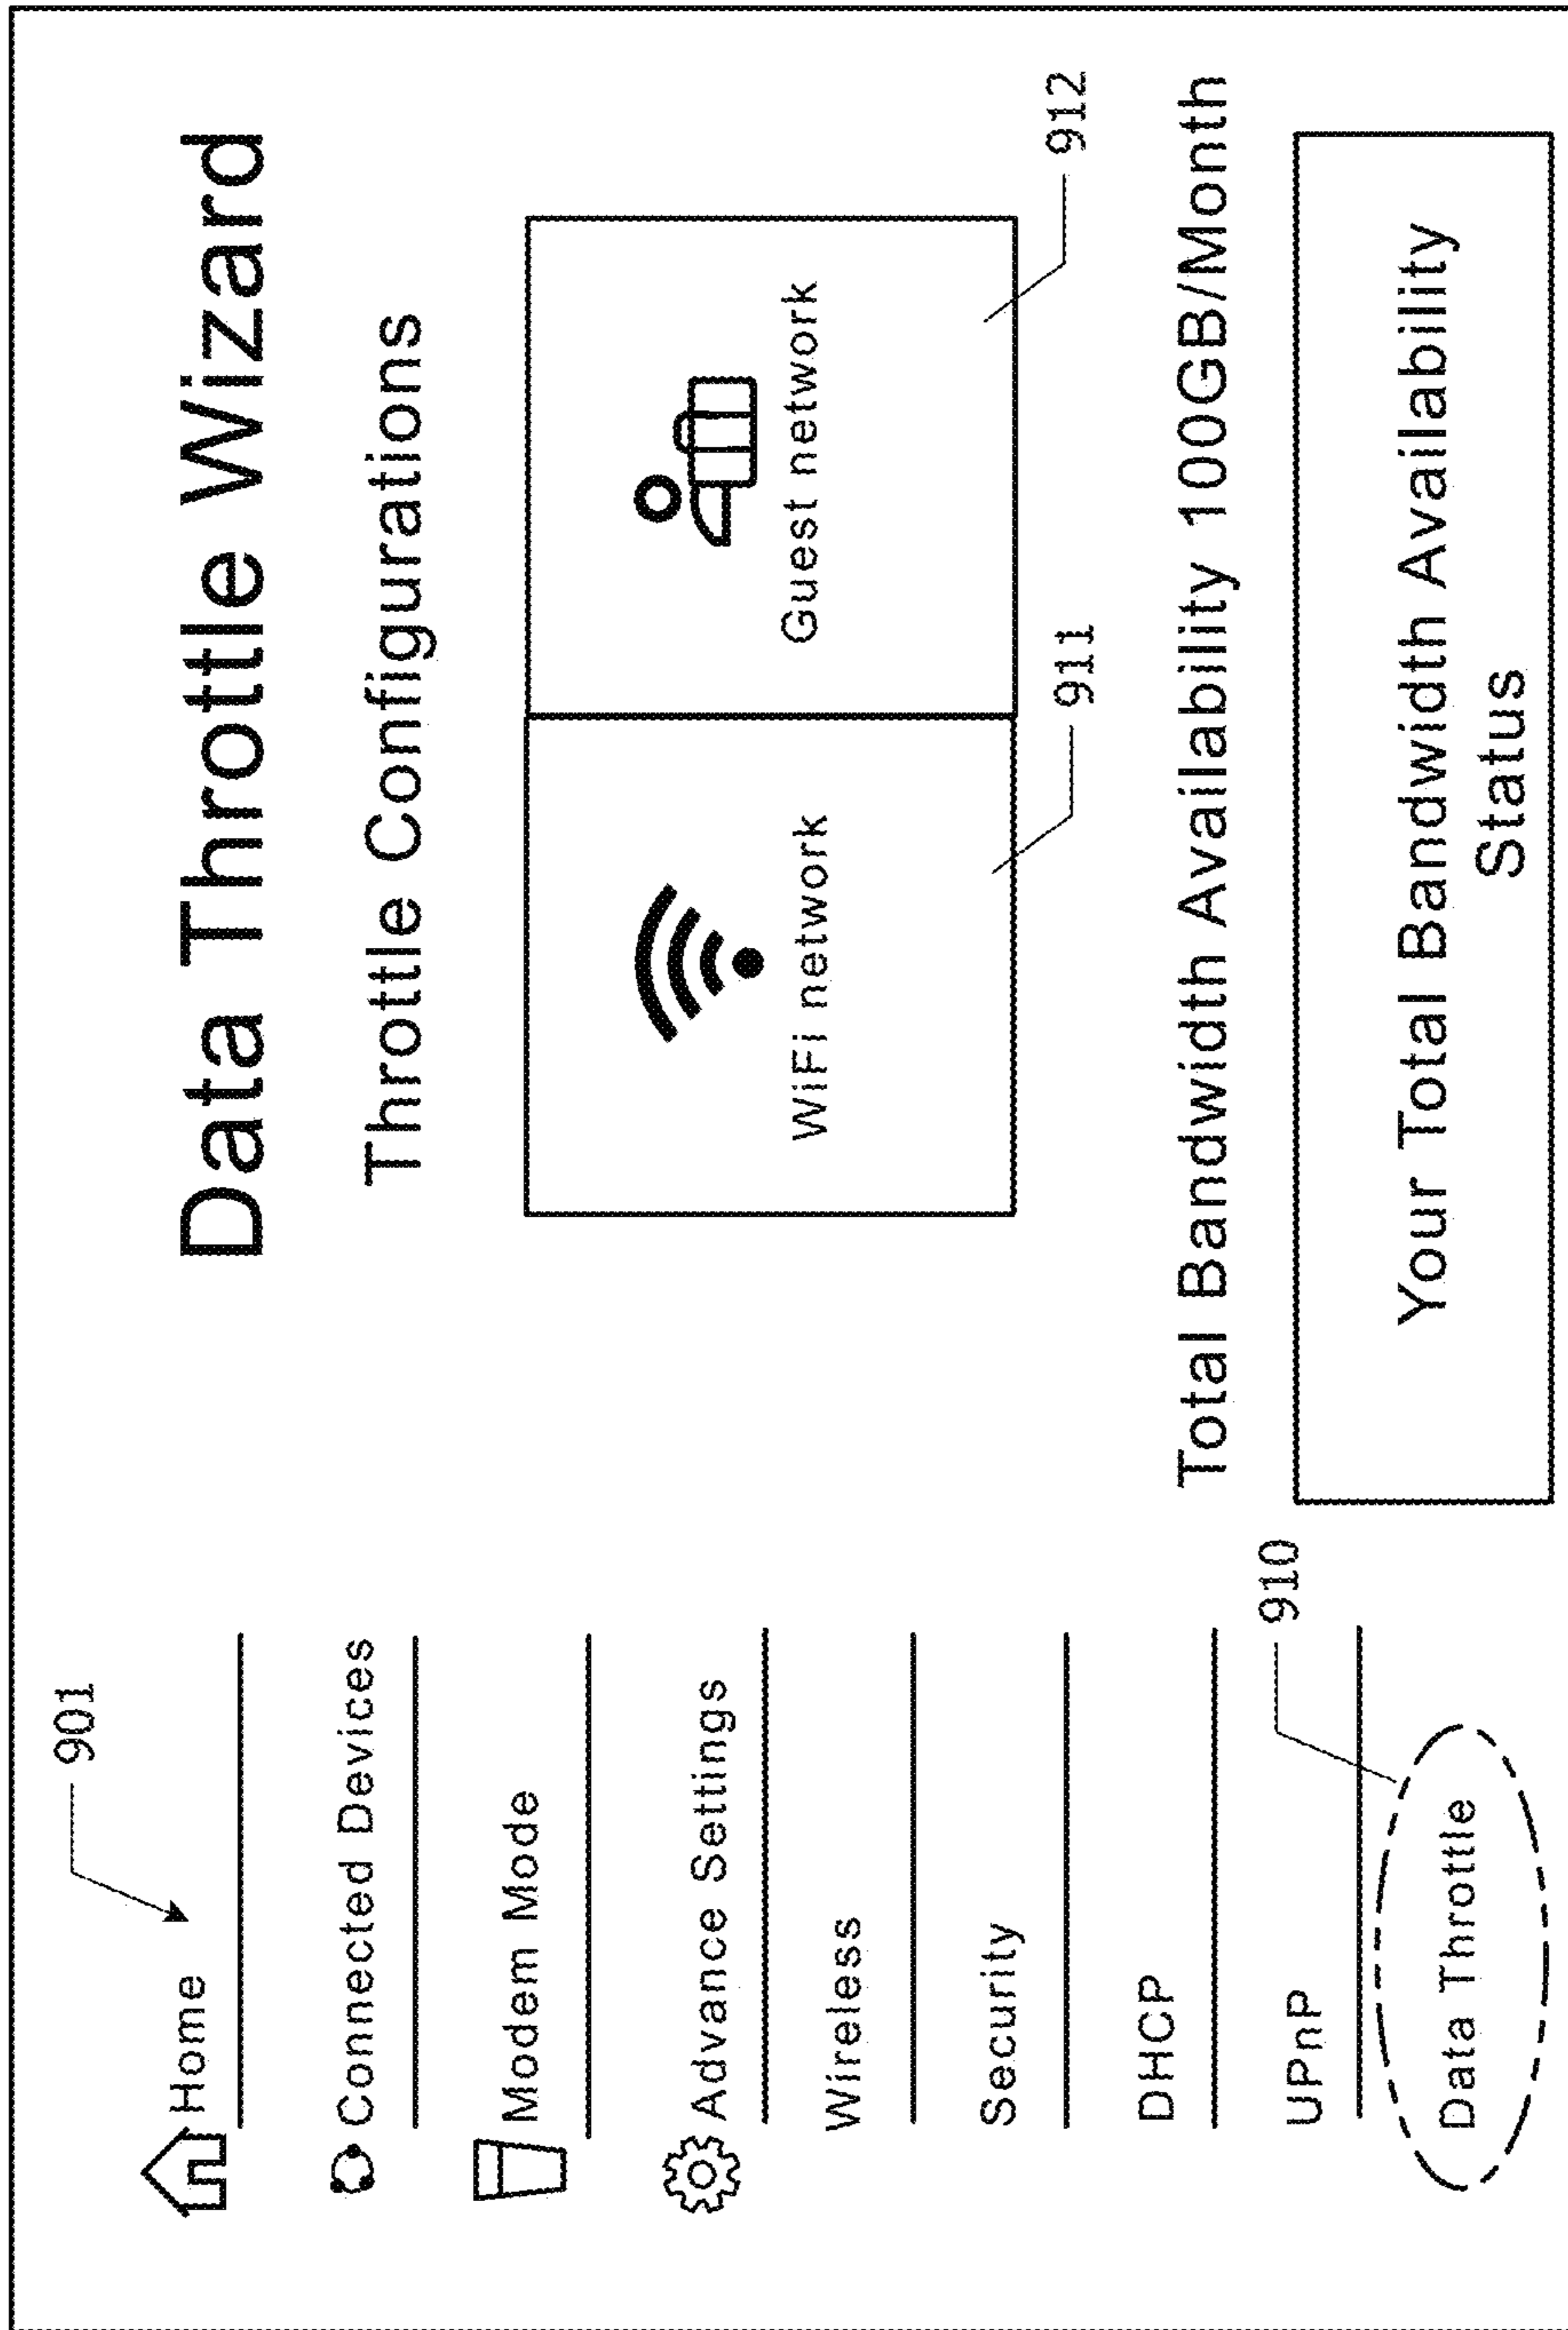 901
Home
Connected Devices
Modem Mode
Advance Settings
Wireless
Security
DHCP
UPnP
910
Data Throttle
Data Throttle Wizard
Throttle Configurations
WiFi network
Guest network
911
912
Total Bandwidth Availability 100GB/Month
Your Total Bandwidth Availability
Status